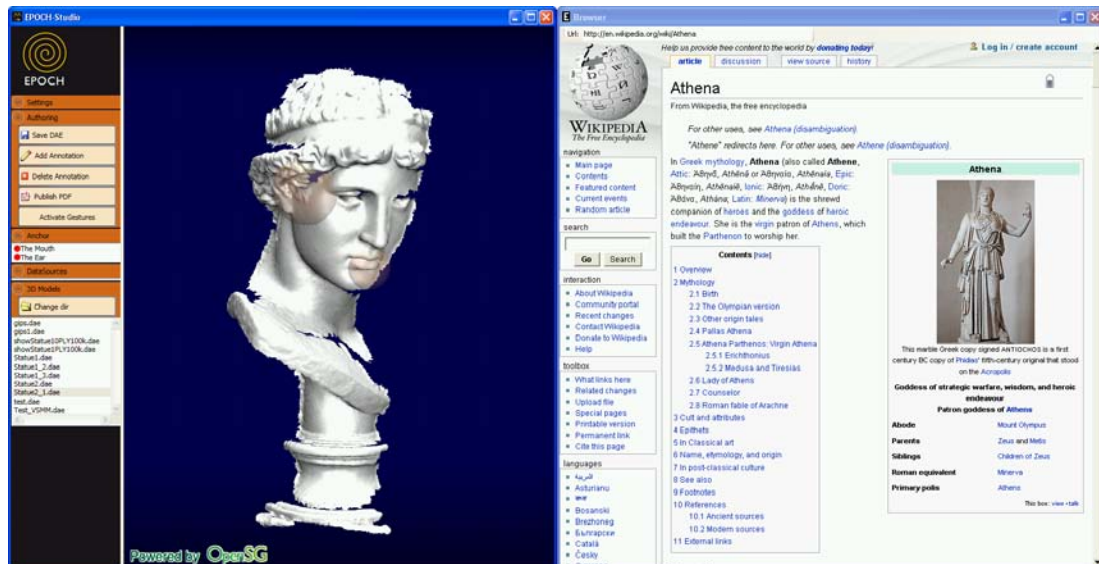 EPOCH-Studio
EPOCH
Settings
Authoring
Save DAE
Add Annotation
Delete Annotation
Publish PDF
Activate Gestures
Anchor
The Mouth
The Ear
DataSources
3D Models
Change dir
gips.dae
gips1.dae
showStatue10PLY100k.dae
showStatue1PLY100k.dae
Statue1.dae
Statue1_2.dae
Statue1_3.dae
Statue2.dae
Statue2_1.dae
test.dae
Test_VSMM.dae
Powered by OpenSG
Browser
Url: http://en.wikipedia.org/wiki/Athena
Help us provide free content to the world by donating today!
Log in / create account
article discussion view source history
WIKIPEDIA
The Free Encyclopedia
navigation
Main page
Contents
Featured content
Current events
Random article
search
Go Search
interaction
About Wikipedia
Community portal
Recent changes
Contact Wikipedia
Donate to Wikipedia
Help
toolbox
What links here
Related changes
Upload file
Special pages
Printable version
Permanent link
Cite this page
languages
العربية
Asturianu
Bosanski
Brezhoneg
Български
Català
Česky
Athena
From Wikipedia, the free encyclopedia
For other uses, see Athena (disambiguation).
"Athene" redirects here. For other uses, see Athene (disambiguation).
In Greek mythology, Athena (also called Athene,
Attic: Ἀθηνᾶ, Athēnā or Ἀθηναία, Athēnaia, Epic:
Ἀθηναίη, Athēnaiē, Ionic: Ἀθήνη, Athḗnē, Doric:
Ἀθάνα, Athána; Latin: Minerva) is the shrewd
companion of heroes and the goddess of heroic
endeavour. She is the virgin patron of Athens, which
built the Parthenon to worship her.
Contents [hide]
1 Overview
2 Mythology
2.1 Birth
2.2 The Olympian version
2.3 Other origin tales
2.4 Pallas Athena
2.5 Athena Parthenos: Virgin Athena
2.5.1 Erichthonius
2.5.2 Medusa and Tiresias
2.6 Lady of Athens
2.7 Counselor
2.8 Roman fable of Arachne
3 Cult and attributes
4 Epithets
5 In Classical art
6 Name, etymology, and origin
7 In post-classical culture
8 See also
9 Footnotes
10 References
10.1 Ancient sources
10.2 Modern sources
11 External links
Athena
This marble Greek copy signed ANTIOCHOS is a first
century BC copy of Phidias' fifth-century original that stood
on the Acropolis
Goddess of strategic warfare, wisdom, and heroic
endeavour
Patron goddess of Athens
Abode Mount Olympus
Parents Zeus and Metis
Siblings Children of Zeus
Roman equivalent Minerva
Primary polis Athens
This box: view • talk